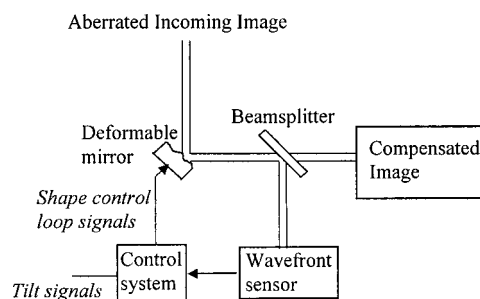 Aberrated Incoming Image
Beamsplitter
Deformable
mirror
Compensated
Image
Shape control
loop signals
Control
system
Wavefront
sensor
Tilt signals